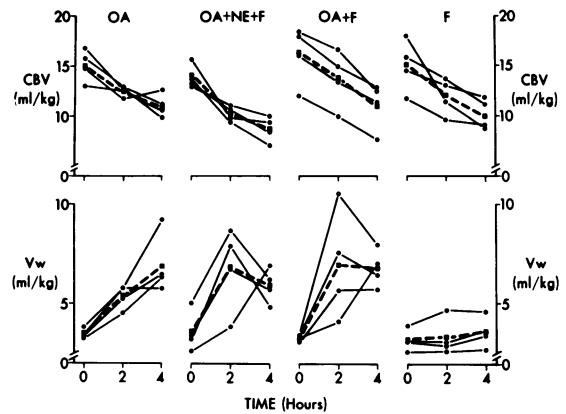 OA OA+NE+F OA+F F
20 20
15 15
CBV CBV
(ml/kg) (ml/kg)
10 10
0 0
10 10
Vw Vw
(ml/kg) (ml/kg)
5 5
0 0
0 2 4 0 2 4 0 2 4 0 2 4
TIME (Hours)